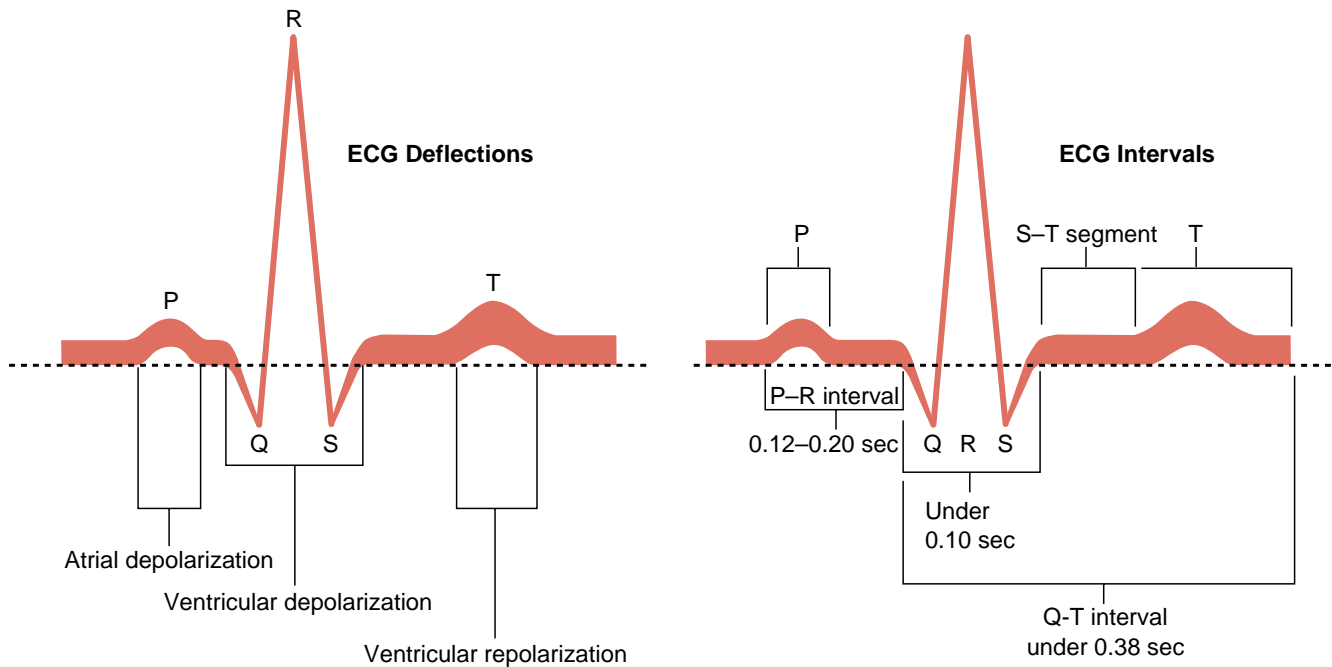 R
ECG Deflections
P
T
Q
S
Atrial depolarization
Ventricular depolarization
Ventricular repolarization
ECG Intervals
P
S–T segment
T
P–R interval
0.12–0.20 sec
Q R S
Under
0.10 sec
Q-T interval
under 0.38 sec